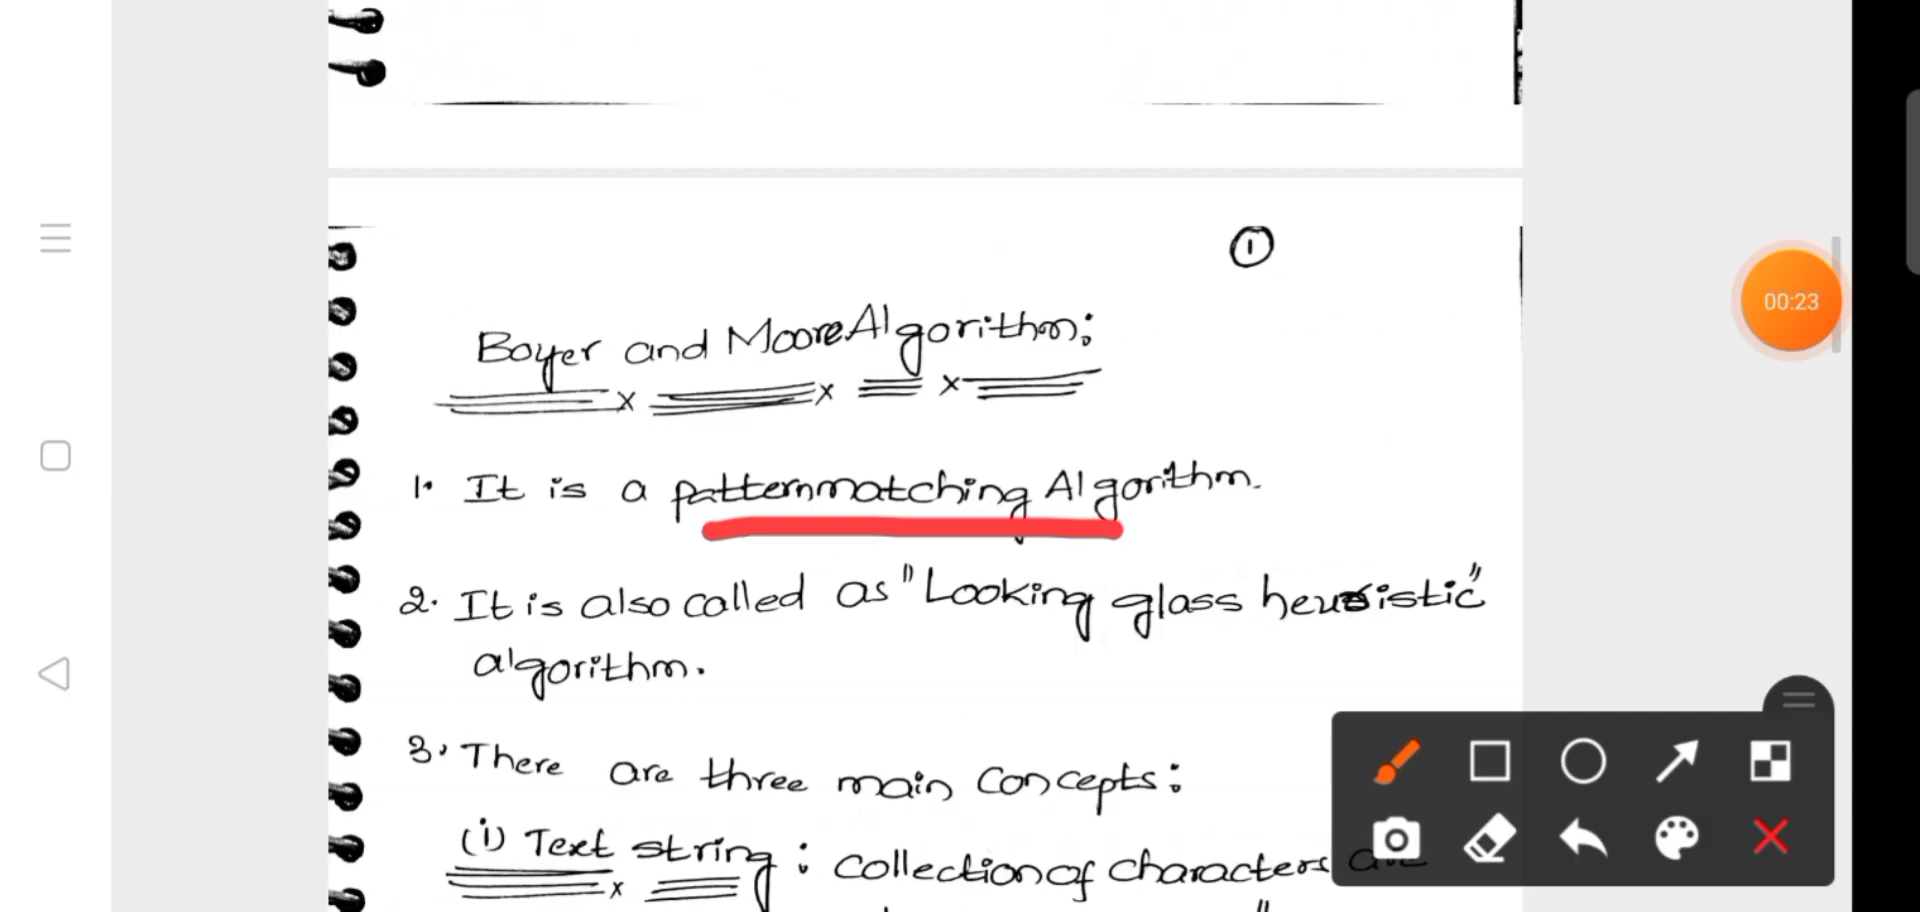 ①
Boyer and Moore Algorithm:
00:23
1. It is a patternmatching Algorithm.
2. It is also called as "Looking glass heuristic"
algorithm.
3. There are three main Concepts:
(i) Text string : Collection of characters are